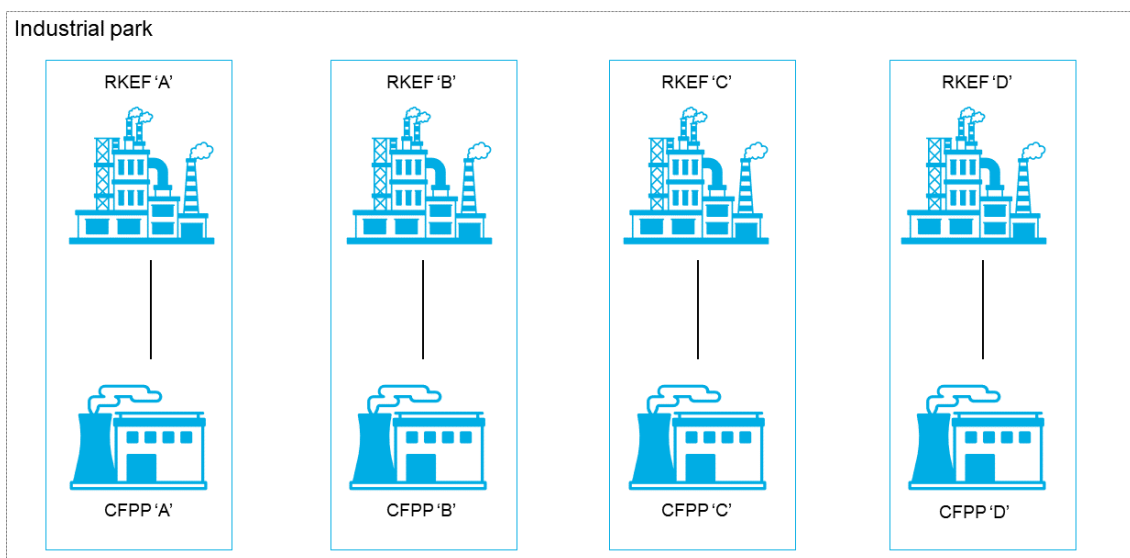 Industrial park
RKEF ‘A’
RKEF ‘B’
RKEF ‘C’
RKEF ‘D’
CFPP ‘A’
CFPP ‘B’
CFPP ‘C’
CFPP ‘D’